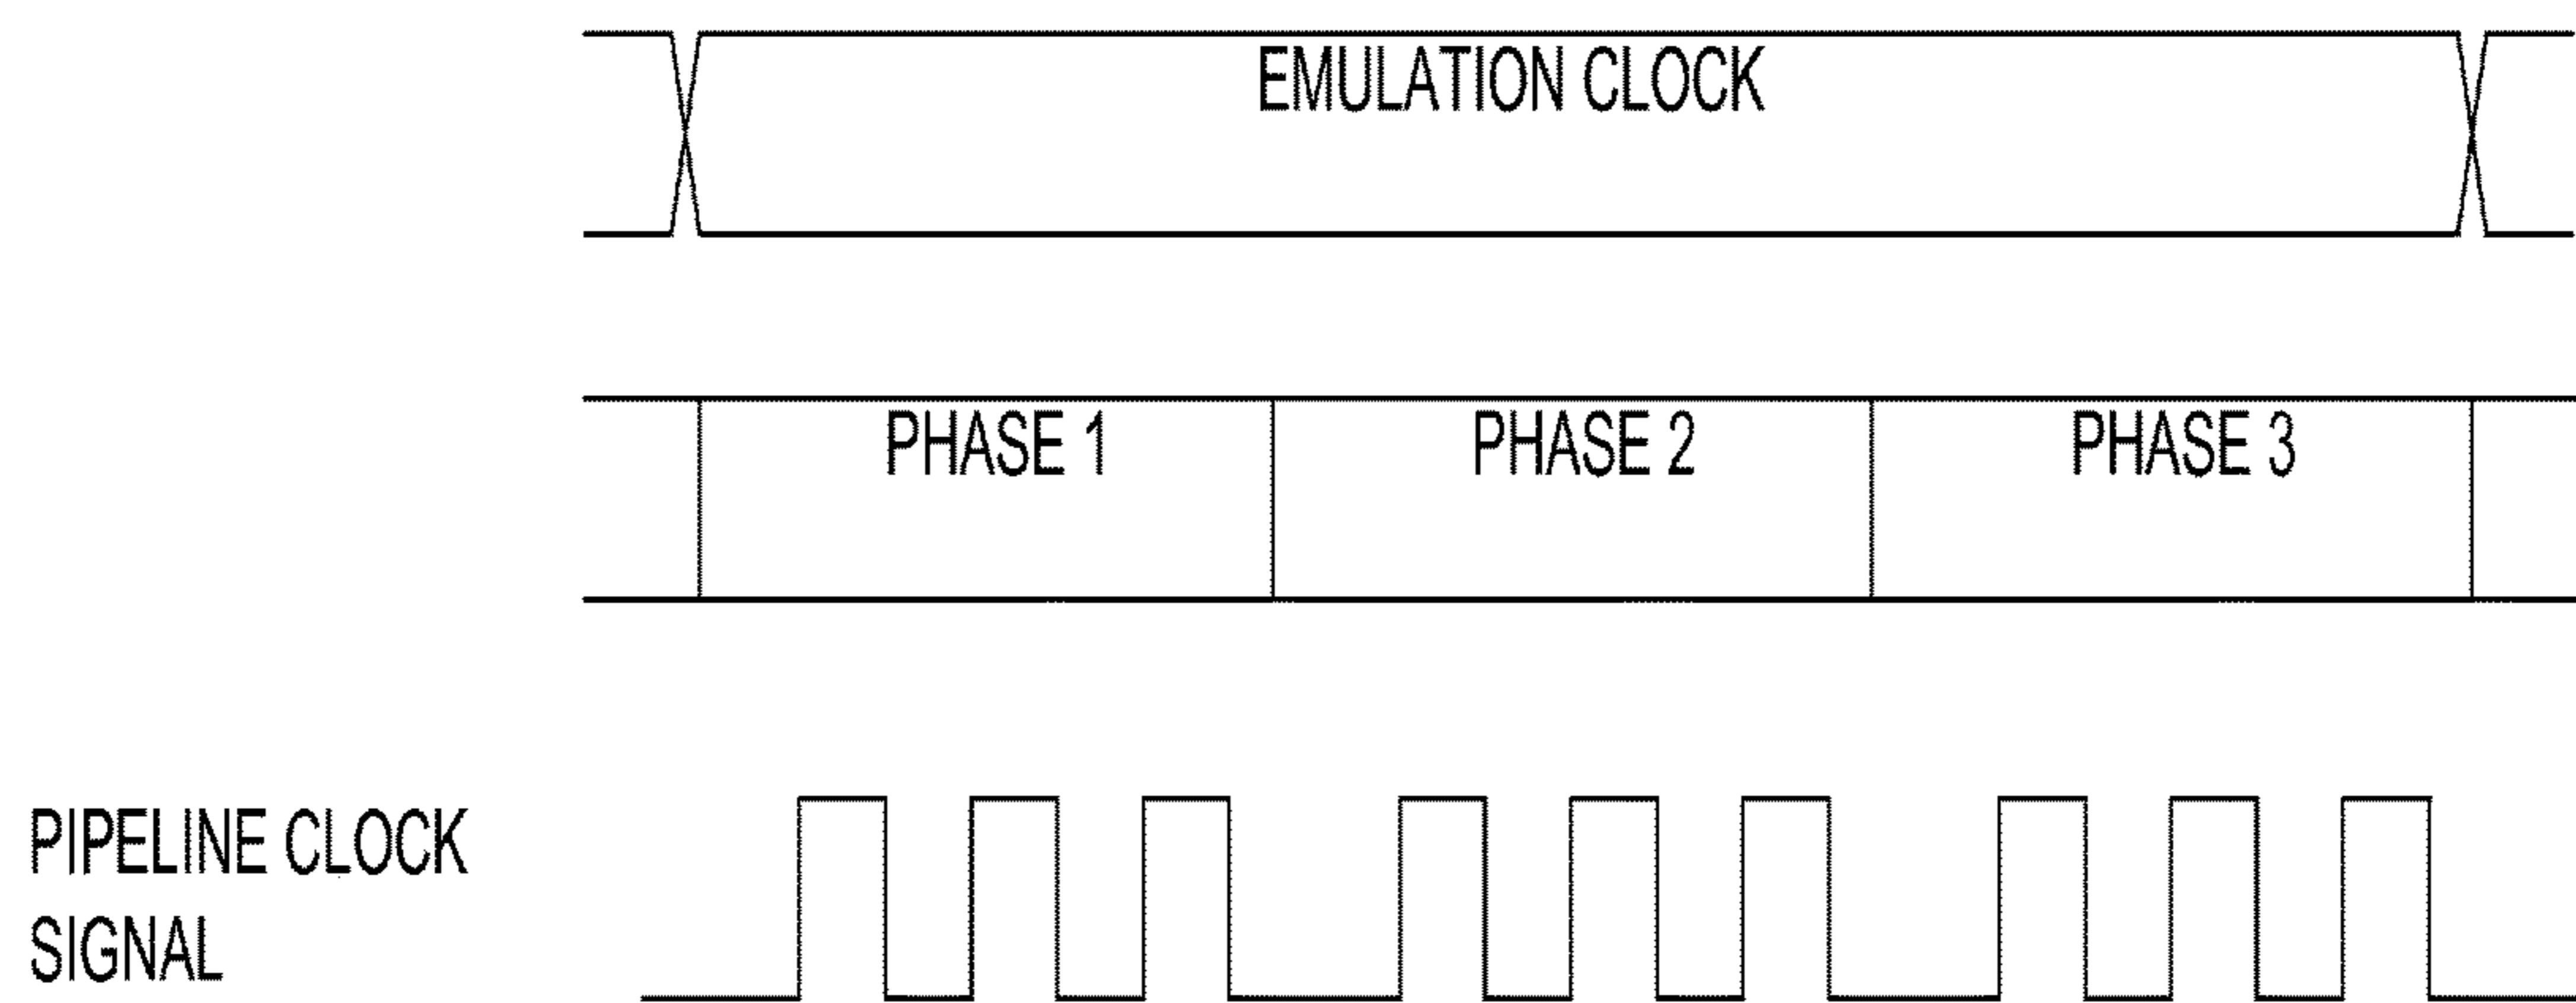 EMULATION CLOCK
PHASE 1
PHASE 2
PHASE 3
PIPELINE CLOCK
SIGNAL